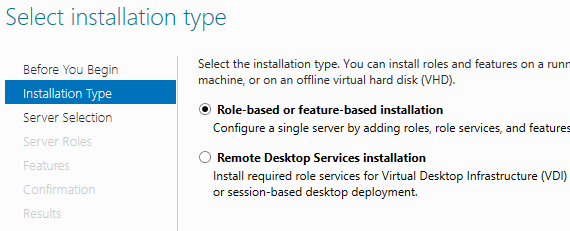 Select installation type
Before You Begin
Installation Type
Server Selection
Server Roles
Features
Confirmation
Results
Select the installation type. You can install roles and features on a
machine, or on an offline virtual hard disk (VHD).
Role-based or feature-based installation
Configure a single server by adding roles, role services, and features
Remote Desktop Services installation
Install required role services for Virtual Desktop Infrastructure (VDI)
or session-based desktop deployment.